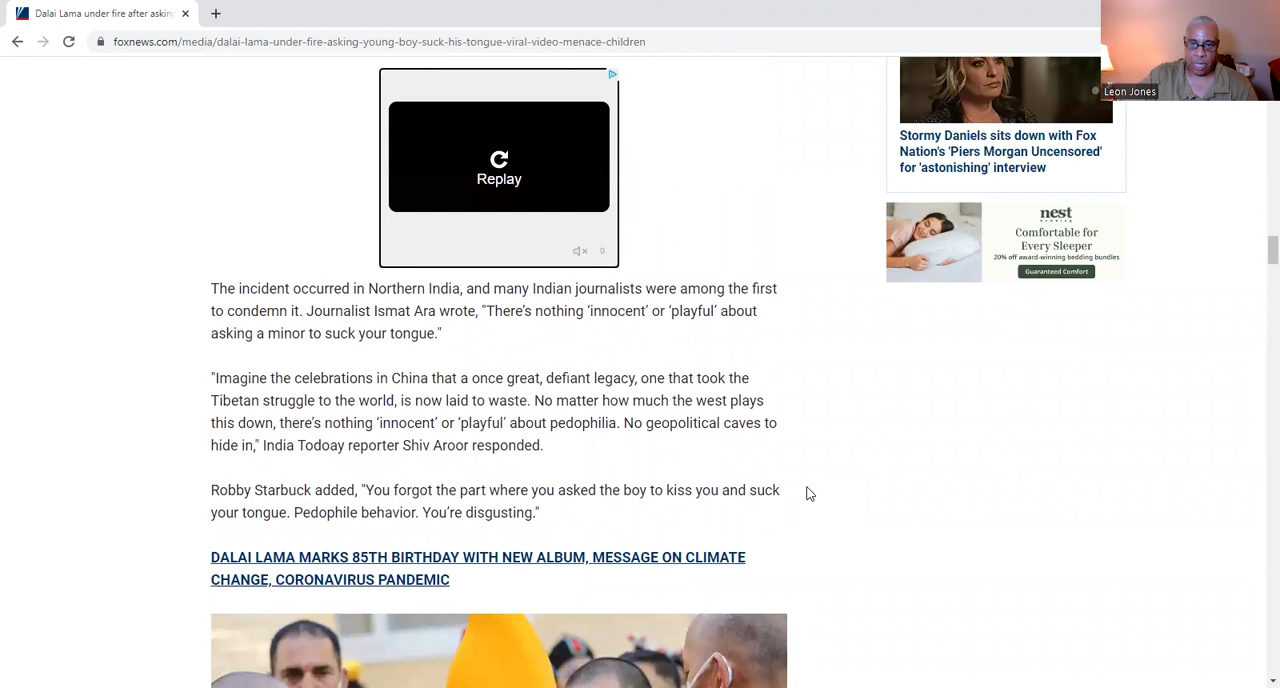 Dalai Lama under fire after askin
foxnews.com/media/dalai-lama-under-fire-asking-young-boy-suck-his-tongue-viral-video-menace-children
Leon Jones
Replay
Stormy Daniels sits down with Fox
Nation's 'Piers Morgan Uncensored'
for 'astonishing' interview
nest
Comfortable for
Every Sleeper
20% off award-winning bedding bundles
Guaranteed Comfort
The incident occurred in Northern India, and many Indian journalists were among the first
to condemn it. Journalist Ismat Ara wrote, "There’s nothing ‘innocent’ or ‘playful’ about
asking a minor to suck your tongue."
"Imagine the celebrations in China that a once great, defiant legacy, one that took the
Tibetan struggle to the world, is now laid to waste. No matter how much the west plays
this down, there’s nothing ‘innocent’ or ‘playful’ about pedophilia. No geopolitical caves to
hide in," India Todoay reporter Shiv Aroor responded.
Robby Starbuck added, "You forgot the part where you asked the boy to kiss you and suck
your tongue. Pedophile behavior. You’re disgusting."
DALAI LAMA MARKS 85TH BIRTHDAY WITH NEW ALBUM, MESSAGE ON CLIMATE
CHANGE, CORONAVIRUS PANDEMIC